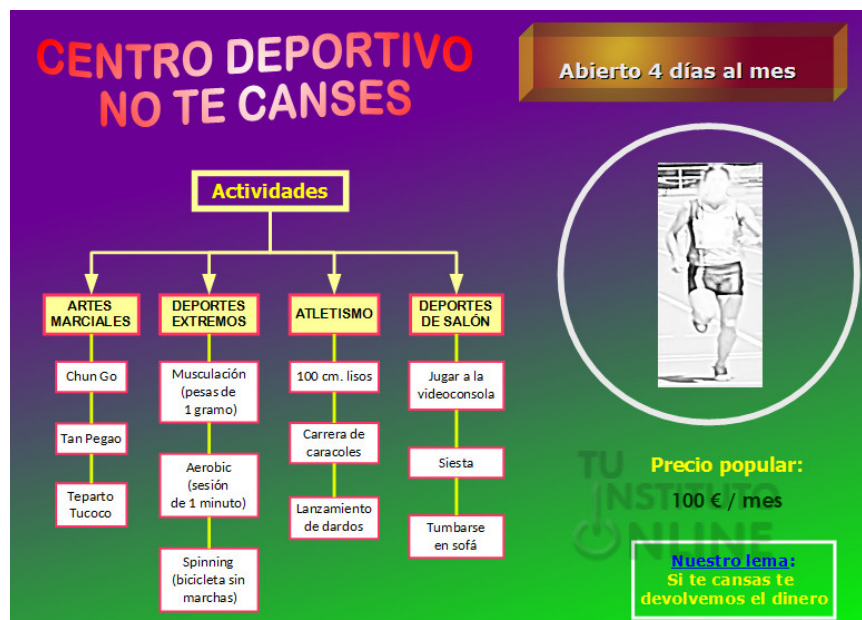 CENTRO DEPORTIVO
NO TE CANSES
Abierto 4 días al mes
Actividades
ARTES
MARCIALES
Chun Go
Tan Pegao
Teparto
Tucoco
DEPORTES
EXTREMOS
Musculación
(pesas de
1 gramo)
Aerobic
(sesión
de 1 minuto)
Spinning
(bicicleta sin
marchas)
ATLETISMO
100 cm. lisos
Carrera de
caracoles
Lanzamiento
de dardos
DEPORTES
DE SALÓN
Jugar a la
videoconsola
Siesta
Tumbarse
en sofá
Precio popular:
100 € / mes
TU
INSTITUTO
ONLINE
Nuestro lema:
Si te cansas te
devolvemos el dinero